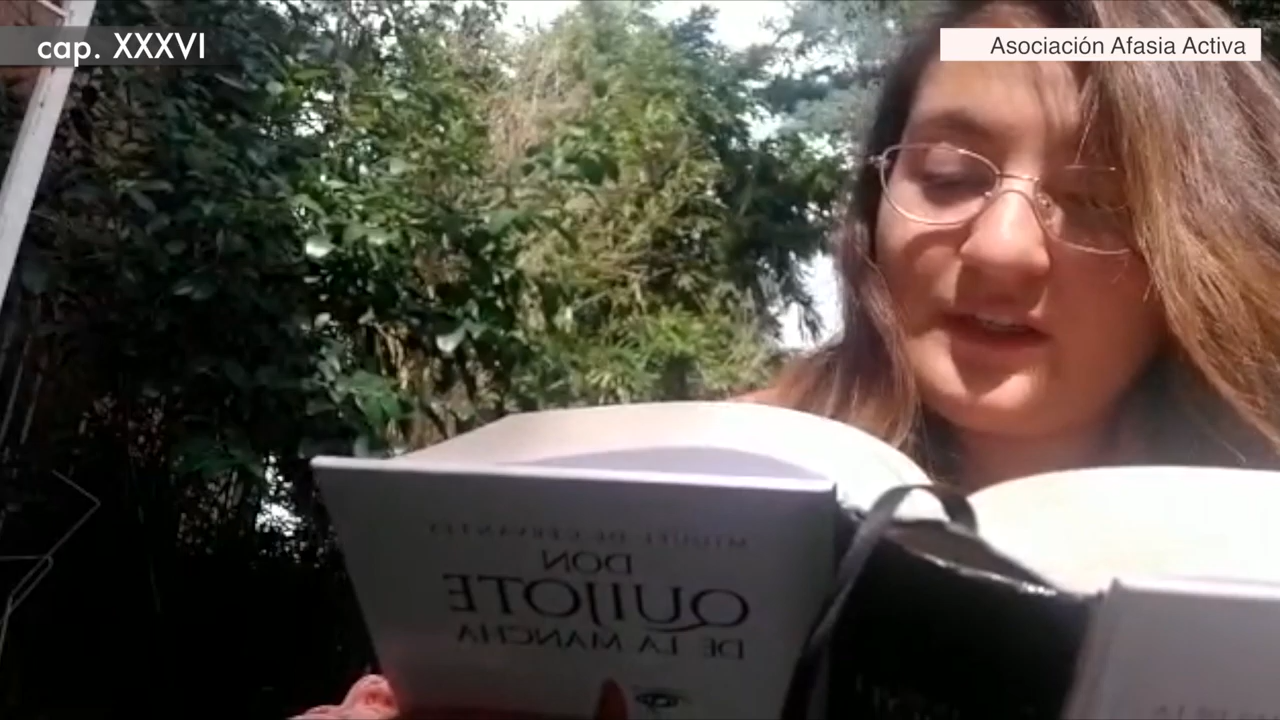 cap. XXXVI
Asociación Afasia Activa
MIGUEL DE CERVANTES
DON
QUIJOTE
DE LA MANCHA